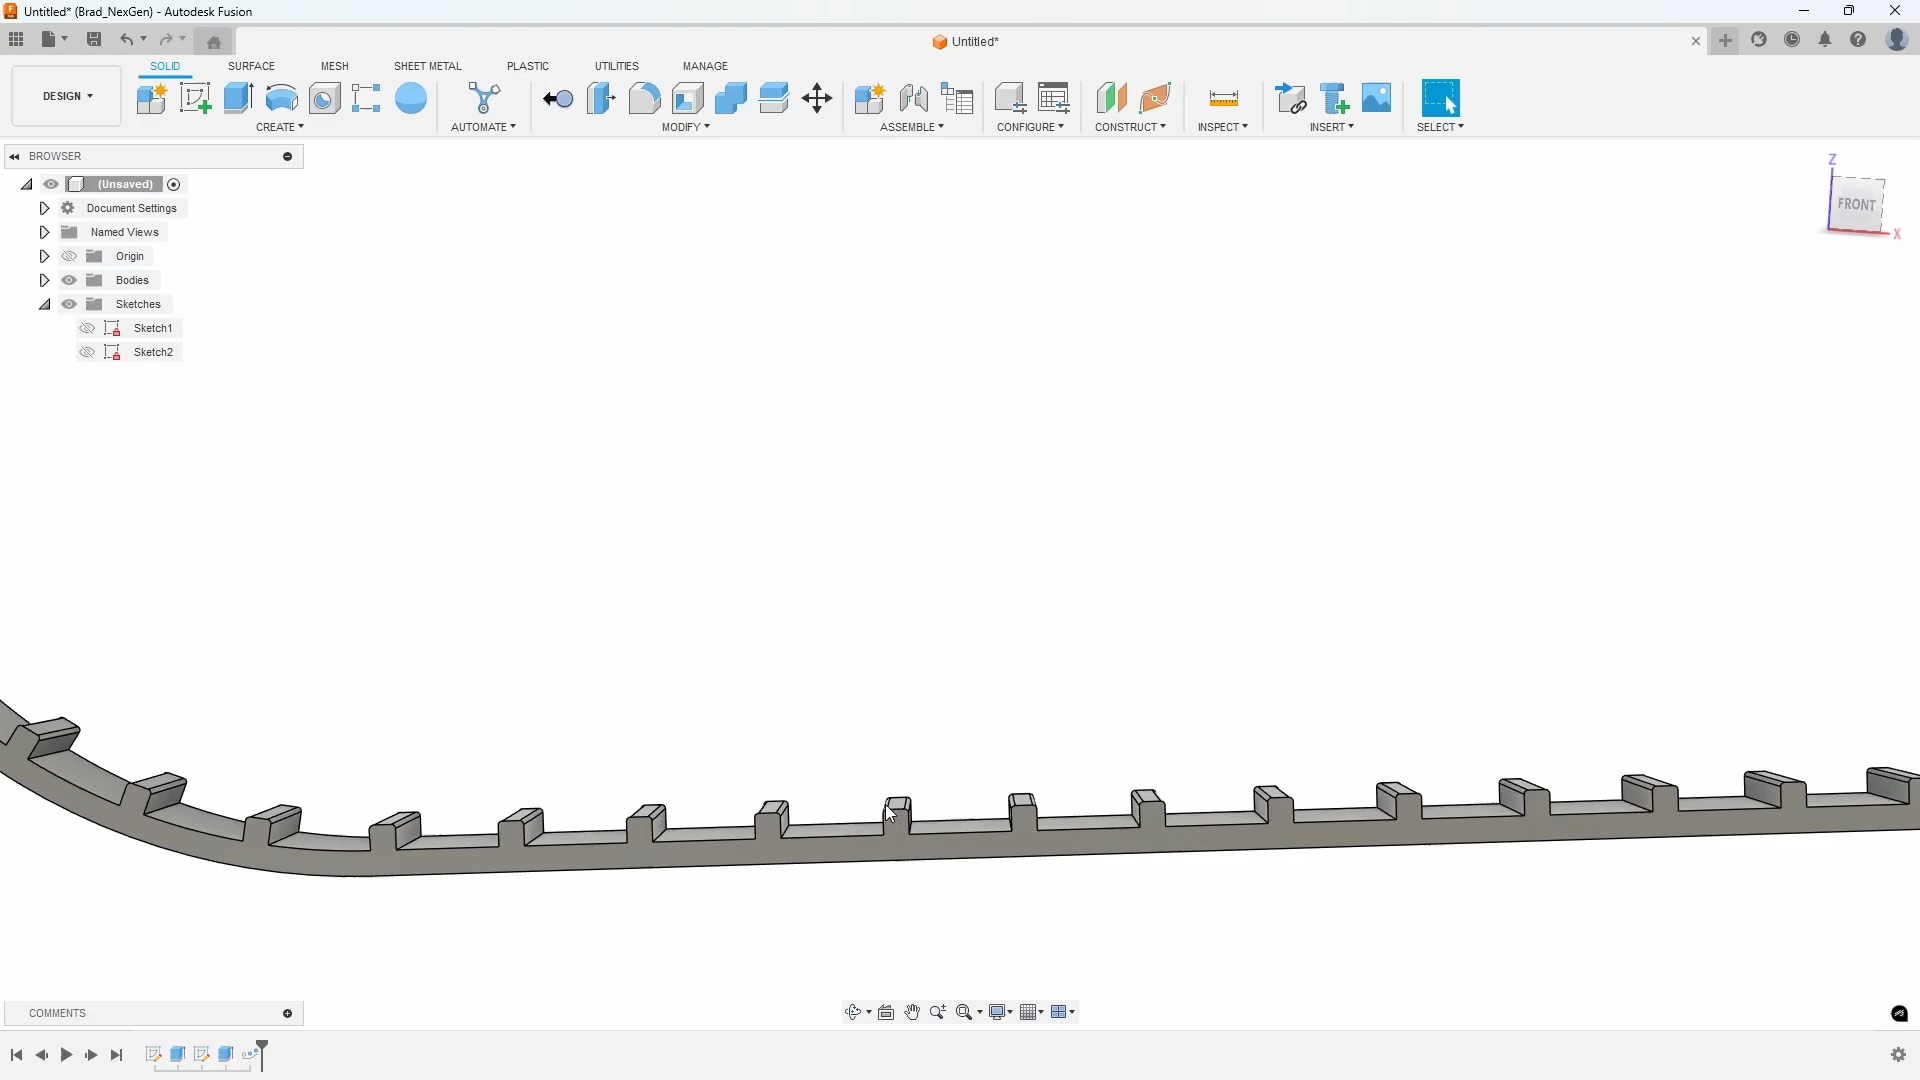 Untitled* (Brad_NexGen) - Autodesk Fusion
Untitled*
SOLID SURFACE MESH SHEET METAL PLASTIC UTILITIES MANAGE
DESIGN
CREATE AUTOMATE MODIFY ASSEMBLE CONFIGURE CONSTRUCT INSPECT INSERT SELECT
BROWSER
(Unsaved)
Document Settings
Named Views
Origin
Bodies
Sketches
Sketch1
Sketch2
Z
FRONT
X
COMMENTS